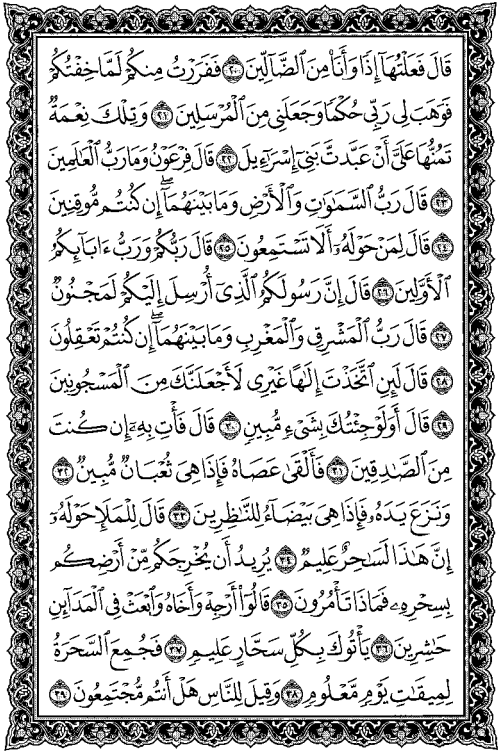 قَالَ فَعَلْتُهَآ إِذًا وَأَنَا۠ مِنَ ٱلضَّآلِّينَ ۝٢٠ فَفَرَرْتُ مِنكُمْ لَمَّا خِفْتُكُمْ
فَوَهَبَ لِى رَبِّى حُكْمًا وَجَعَلَنِى مِنَ ٱلْمُرْسَلِينَ ۝٢١ وَتِلْكَ نِعْمَةٌ
تَمُنُّهَا عَلَىَّ أَنْ عَبَّدتَّ بَنِىٓ إِسْرَٰٓءِيلَ ۝٢٢ قَالَ فِرْعَوْنُ وَمَا رَبُّ ٱلْعَٰلَمِينَ
۝٢٣ قَالَ رَبُّ ٱلسَّمَٰوَٰتِ وَٱلْأَرْضِ وَمَا بَيْنَهُمَآ ۖ إِن كُنتُم مُّوقِنِينَ
۝٢٤ قَالَ لِمَنْ حَوْلَهُۥٓ أَلَا تَسْتَمِعُونَ ۝٢٥ قَالَ رَبُّكُمْ وَرَبُّ ءَابَآئِكُمُ
ٱلْأَوَّلِينَ ۝٢٦ قَالَ إِنَّ رَسُولَكُمُ ٱلَّذِىٓ أُرْسِلَ إِلَيْكُمْ لَمَجْنُونٌ
۝٢٧ قَالَ رَبُّ ٱلْمَشْرِقِ وَٱلْمَغْرِبِ وَمَا بَيْنَهُمَآ ۖ إِن كُنتُمْ تَعْقِلُونَ
۝٢٨ قَالَ لَئِنِ ٱتَّخَذْتَ إِلَٰهًا غَيْرِى لَأَجْعَلَنَّكَ مِنَ ٱلْمَسْجُونِينَ
۝٢٩ قَالَ أَوَلَوْ جِئْتُكَ بِشَىْءٍ مُّبِينٍ ۝٣٠ قَالَ فَأْتِ بِهِۦٓ إِن كُنتَ
مِنَ ٱلصَّٰدِقِينَ ۝٣١ فَأَلْقَىٰ عَصَاهُ فَإِذَا هِىَ ثُعْبَانٌ مُّبِينٌ ۝٣٢
وَنَزَعَ يَدَهُۥ فَإِذَا هِىَ بَيْضَآءُ لِلنَّٰظِرِينَ ۝٣٣ قَالَ لِلْمَلَإِ حَوْلَهُۥٓ
إِنَّ هَٰذَا لَسَٰحِرٌ عَلِيمٌ ۝٣٤ يُرِيدُ أَن يُخْرِجَكُم مِّنْ أَرْضِكُم
بِسِحْرِهِۦ فَمَاذَا تَأْمُرُونَ ۝٣٥ قَالُوٓا۟ أَرْجِهْ وَأَخَاهُ وَٱبْعَثْ فِى ٱلْمَدَآئِنِ
حَٰشِرِينَ ۝٣٦ يَأْتُوكَ بِكُلِّ سَحَّارٍ عَلِيمٍ ۝٣٧ فَجُمِعَ ٱلسَّحَرَةُ
لِمِيقَٰتِ يَوْمٍ مَّعْلُومٍ ۝٣٨ وَقِيلَ لِلنَّاسِ هَلْ أَنتُم مُّجْتَمِعُونَ ۝٣٩